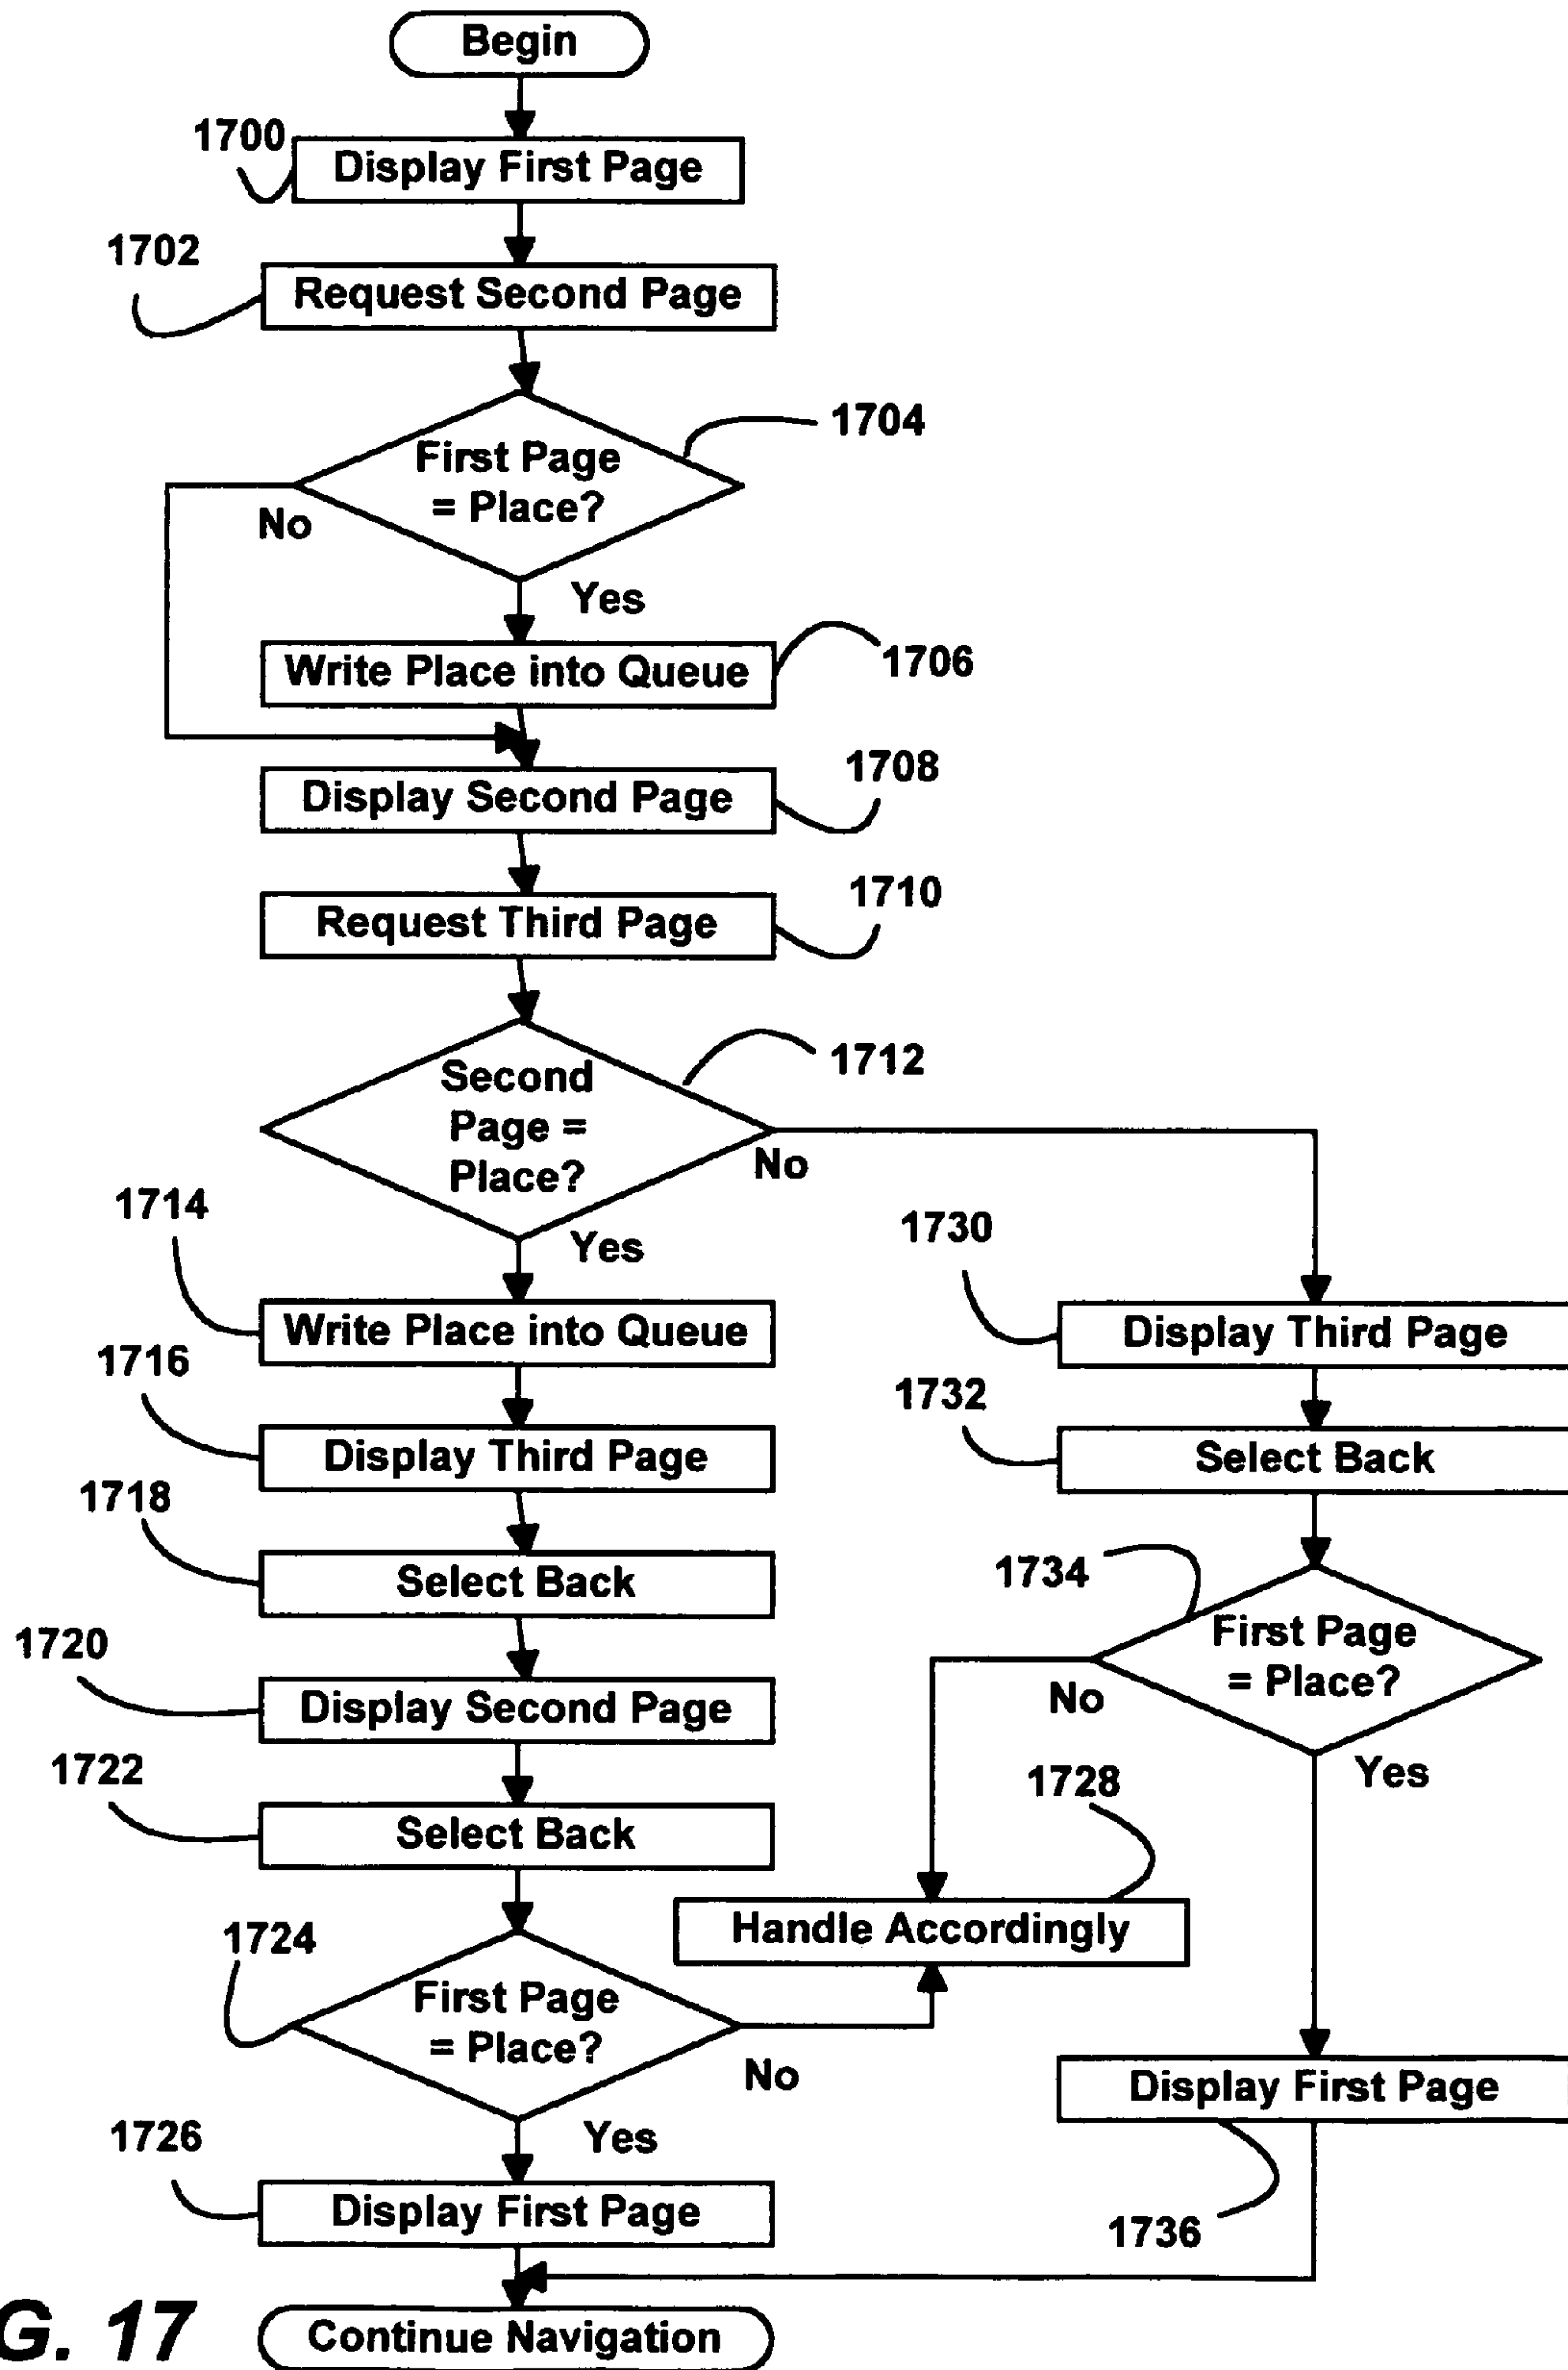 Begin
1700
Display First Page
1702
Request Second Page
1704
First Page
= Place?
No
Yes
Write Place into Queue
1706
1708
Display Second Page
1710
Request Third Page
1712
Second
Page =
Place?
No
Yes
1714
Write Place into Queue
1716
Display Third Page
1718
Select Back
1720
Display Second Page
1722
Select Back
1724
First Page
= Place?
No
Yes
1726
Display First Page
1730
Display Third Page
1732
Select Back
1734
First Page
= Place?
No
Yes
1728
Handle Accordingly
Display First Page
1736
G. 17
Continue Navigation